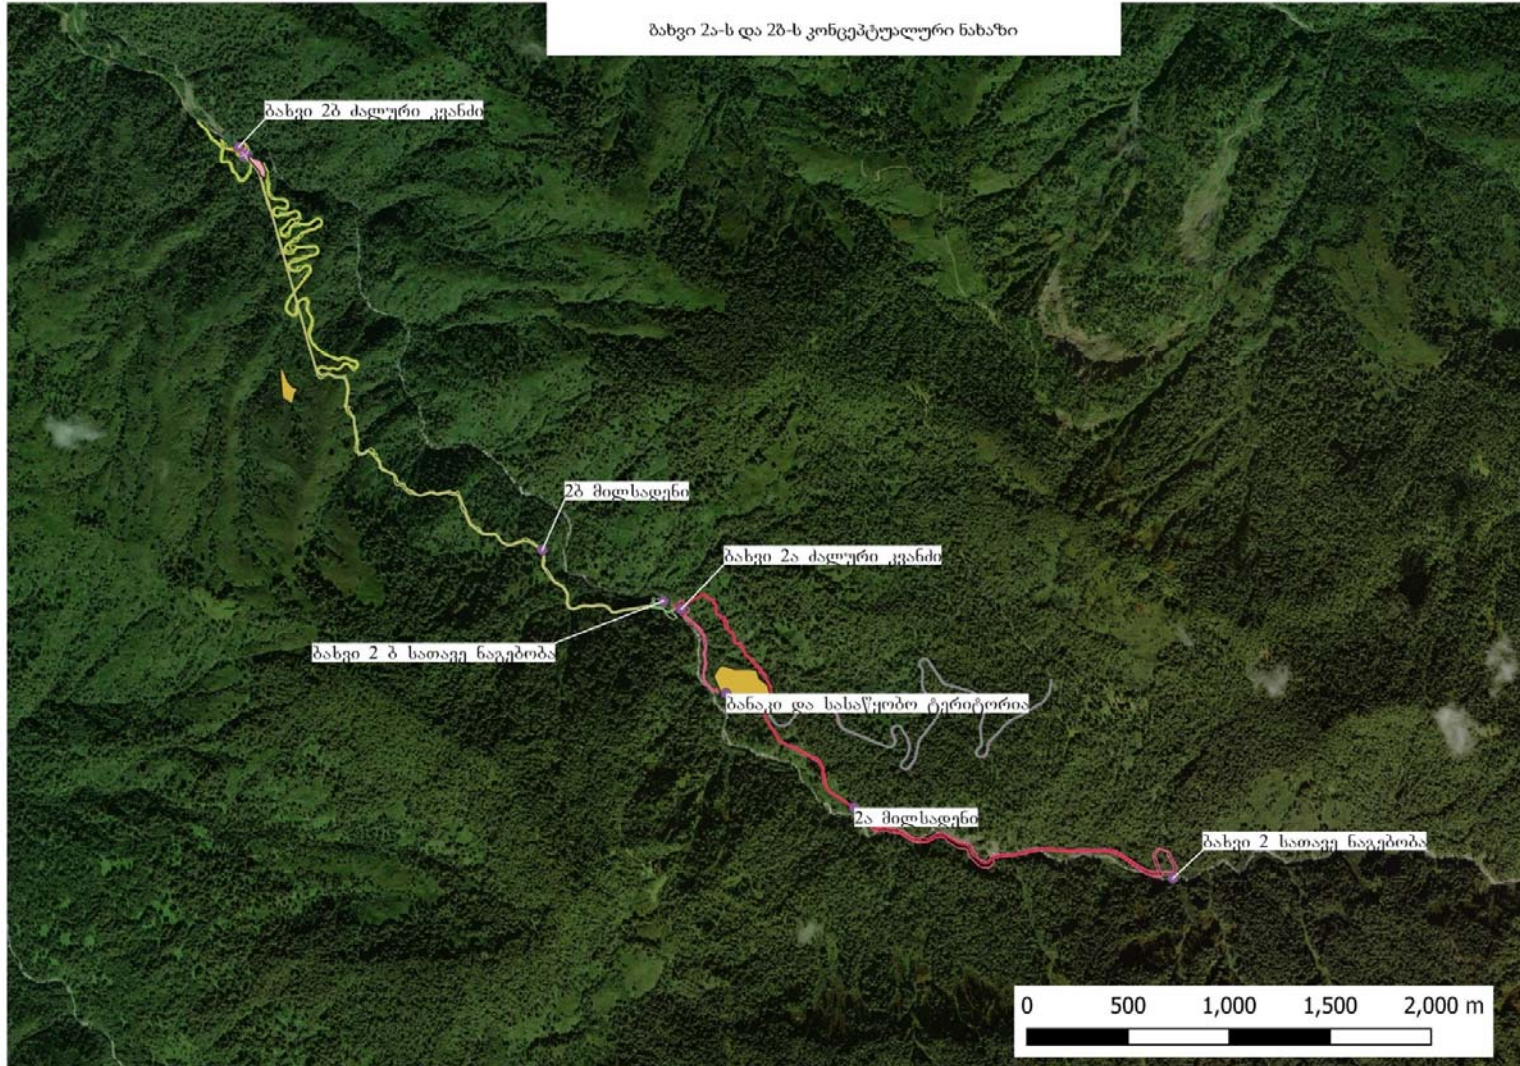 ბახვი 2ა-ს და 2ბ-ს კონცეპტუალური ნახაზი
ბახვი 2ბ ძალური კვანძი
2ბ მილსადენი
ბახვი 2ა ძალური კვანძი
ბახვი 2 ბ სათავე ნაგებობა
ბანაკი და სასაწყობო ტერიტორია
2ა მილსადენი
ბახვი 2 სათავე ნაგებობა
0 500 1,000 1,500 2,000 m